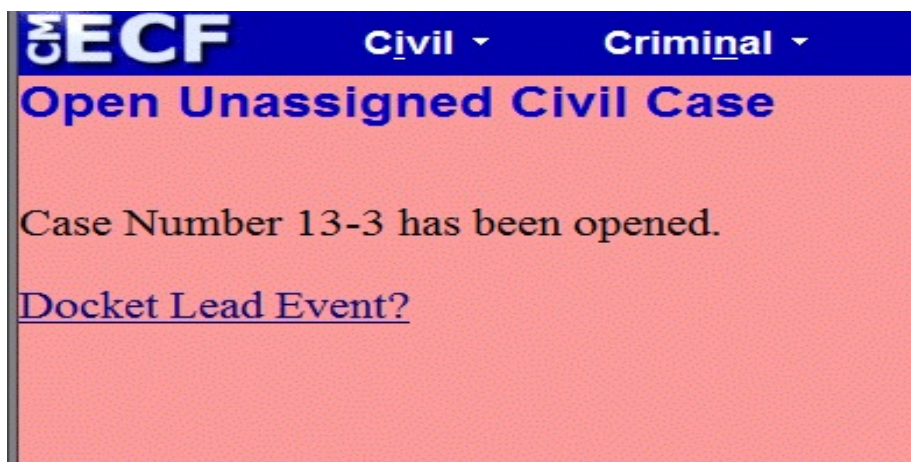 CM ECF Civil Criminal
Open Unassigned Civil Case
Case Number 13-3 has been opened.
Docket Lead Event?